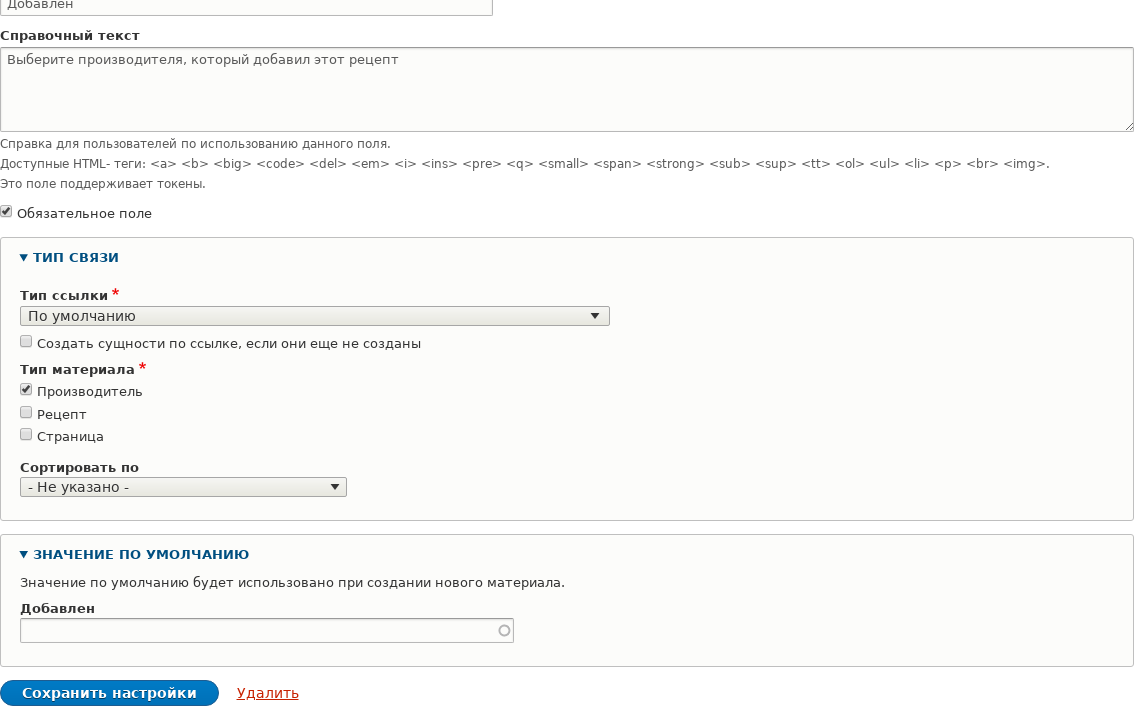 Добавлен
Справочный текст
Выберите производителя, который добавил этот рецепт
Справка для пользователей по использованию данного поля.
Доступные HTML- теги: <a> <b> <big> <code> <del> <em> <i> <ins> <pre> <q> <small> <span> <strong> <sub> <sup> <tt> <ol> <ul> <li> <p> <br> <img>.
Это поле поддерживает токены.
Обязательное поле
ТИП СВЯЗИ
Тип ссылки *
По умолчанию
Создать сущности по ссылке, если они еще не созданы
Тип материала *
Производитель
Рецепт
Страница
Сортировать по
- Не указано -
ЗНАЧЕНИЕ ПО УМОЛЧАНИЮ
Значение по умолчанию будет использовано при создании нового материала.
Добавлен
Сохранить настройки Удалить